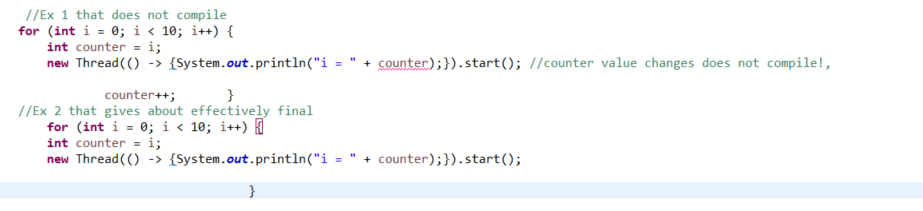 //Ex 1 that does not compile
for (int i = 0; i < 10; i++) {
int counter = i;
new Thread(() -> {System.out.println("i = " + counter);}).start(); //counter value changes does not compile!,
counter++; }
//Ex 2 that gives about effectively final
for (int i = 0; i < 10; i++) {
int counter = i;
new Thread(() -> {System.out.println("i = " + counter);}).start();
}